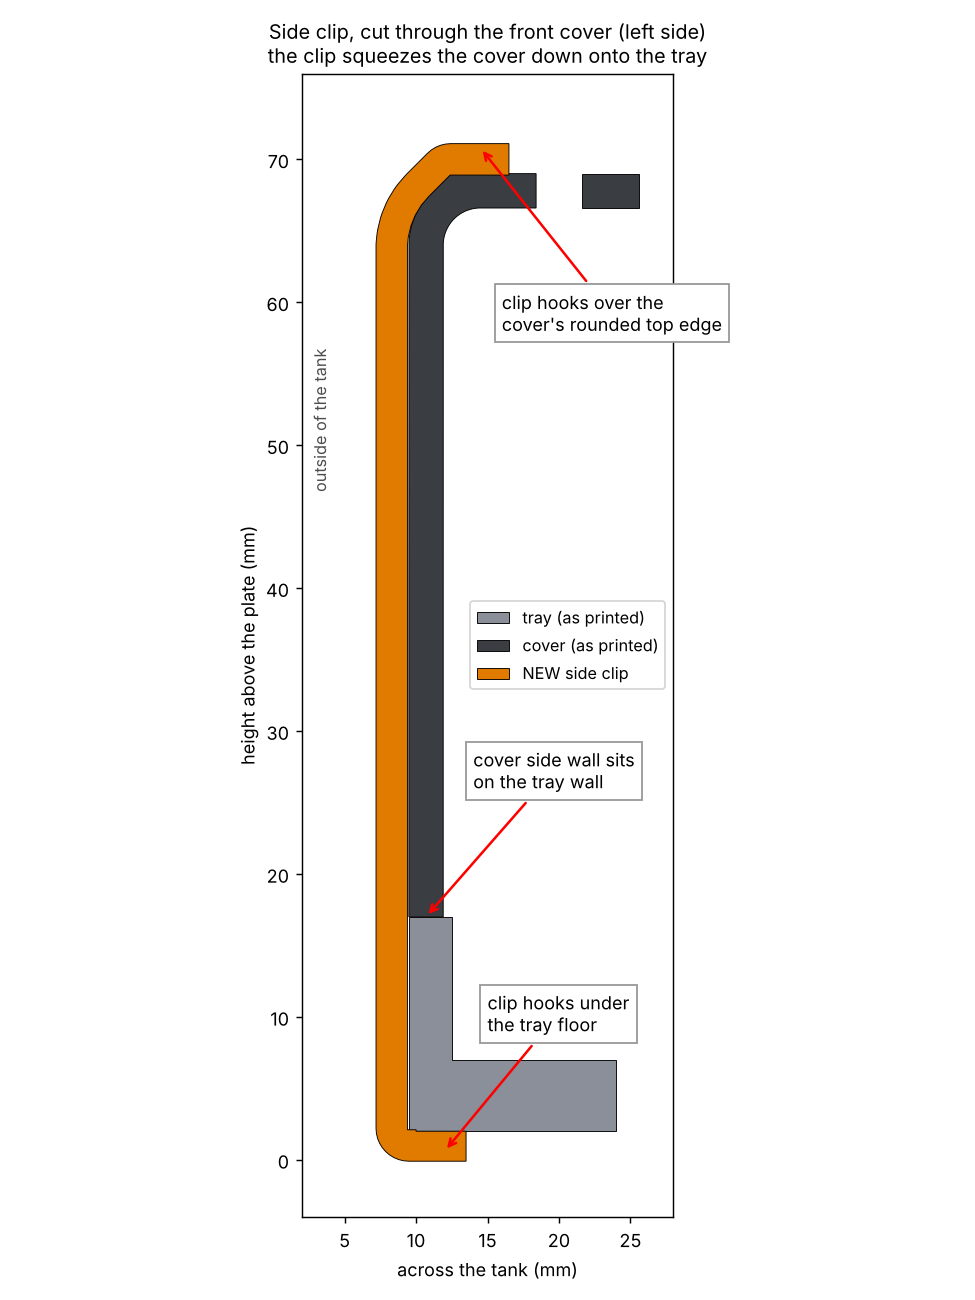 Side clip, cut through the front cover (left side)
the clip squeezes the cover down onto the tray
70
60
50
40
30
20
10
0
height above the plate (mm)
outside of the tank
clip hooks over the
cover's rounded top edge
tray (as printed)
cover (as printed)
NEW side clip
cover side wall sits
on the tray wall
clip hooks under
the tray floor
5
10
15
20
25
across the tank (mm)